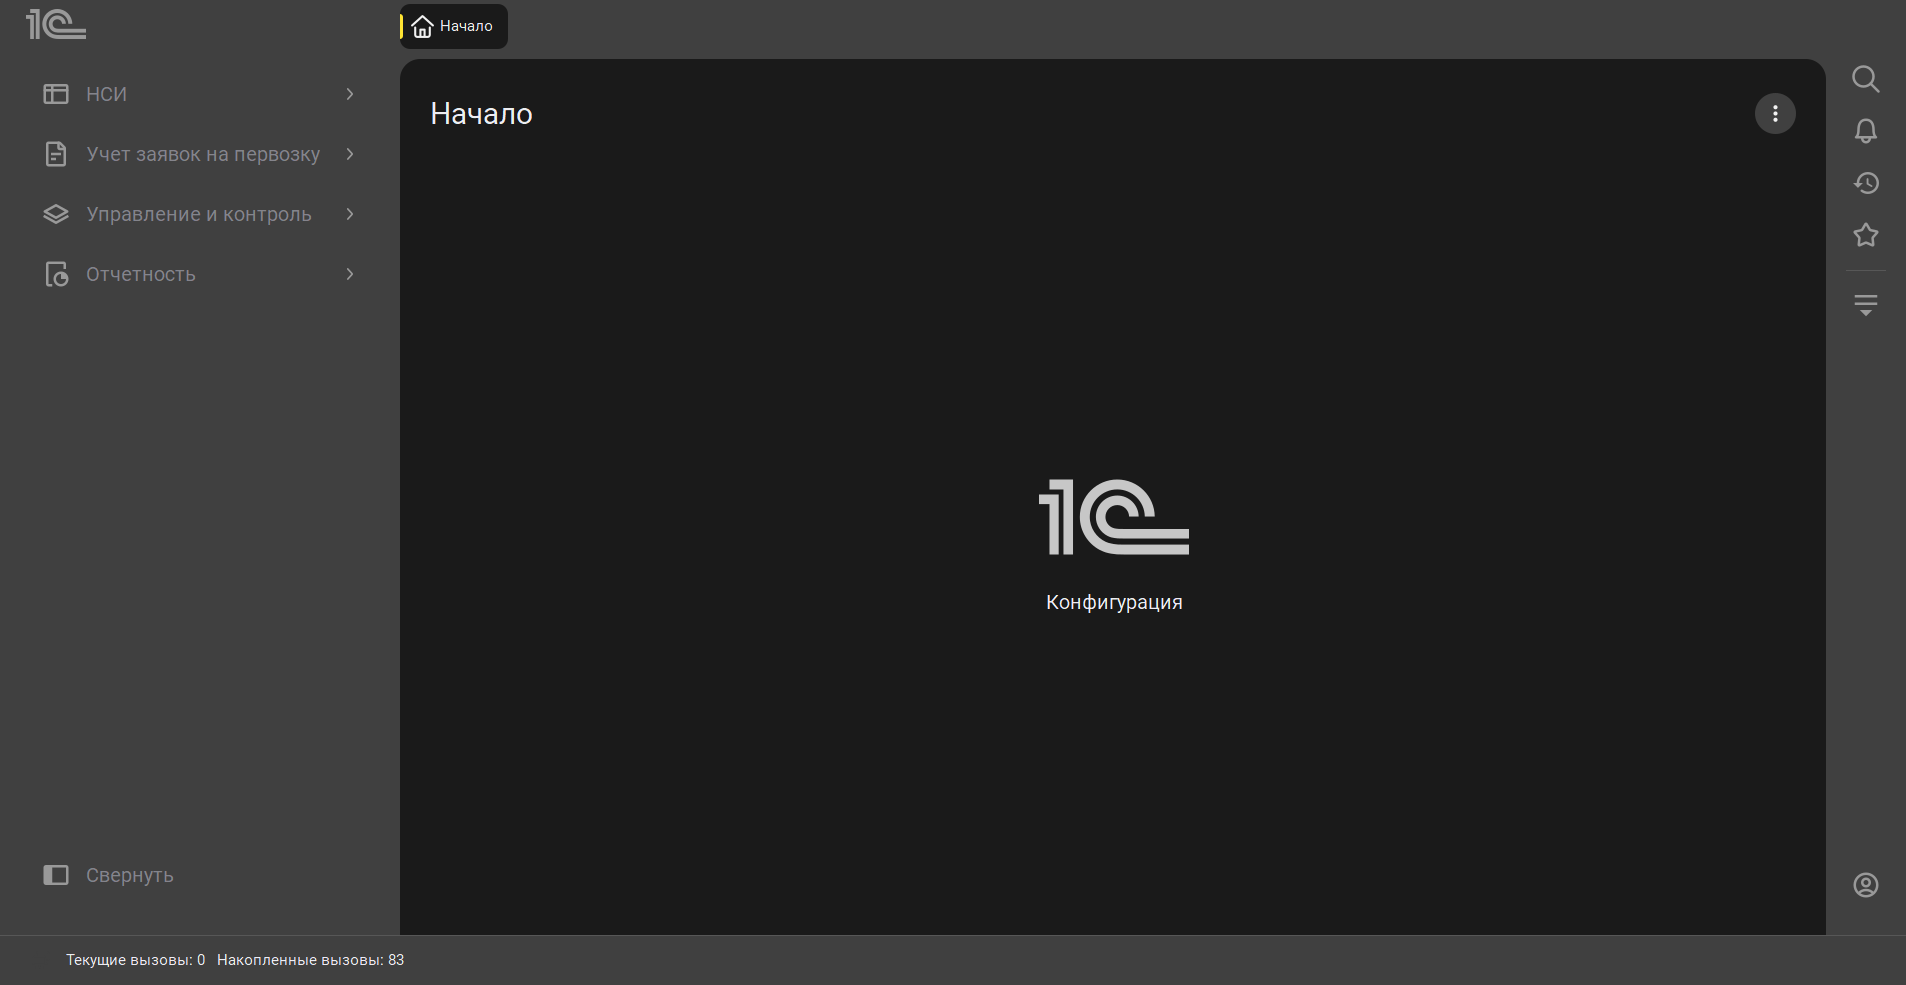 1С
Начало
НСИ
Учет заявок на первозку
Управление и контроль
Отчетность
Начало
1С
Конфигурация
Свернуть
Текущие вызовы: 0 Накопленные вызовы: 83